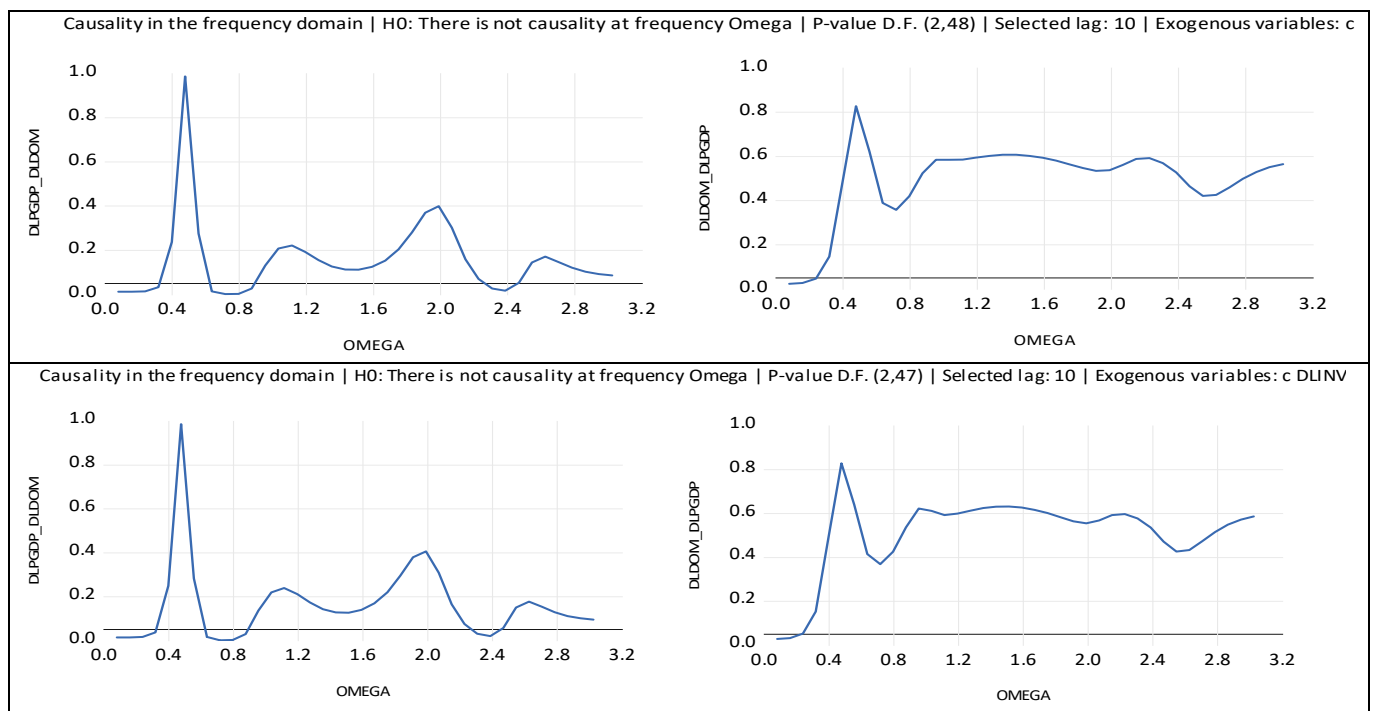 Causality in the frequency domain | H0: There is not causality at frequency Omega | P-value D.F. (2,48) | Selected lag: 10 | Exogenous variables: c
DLPGDP_DLDOM
1.0
0.8
0.6
0.4
0.2
0.0
0.0 0.4 0.8 1.2 1.6 2.0 2.4 2.8 3.2
OMEGA
DLDOM_DLPGDP
1.0
0.8
0.6
0.4
0.2
0.0
0.0 0.4 0.8 1.2 1.6 2.0 2.4 2.8 3.2
OMEGA
Causality in the frequency domain | H0: There is not causality at frequency Omega | P-value D.F. (2,47) | Selected lag: 10 | Exogenous variables: c DLINV
DLPGDP_DLDOM
1.0
0.8
0.6
0.4
0.2
0.0
0.0 0.4 0.8 1.2 1.6 2.0 2.4 2.8 3.2
OMEGA
DLDOM_DLPGDP
1.0
0.8
0.6
0.4
0.2
0.0
0.0 0.4 0.8 1.2 1.6 2.0 2.4 2.8 3.2
OMEGA